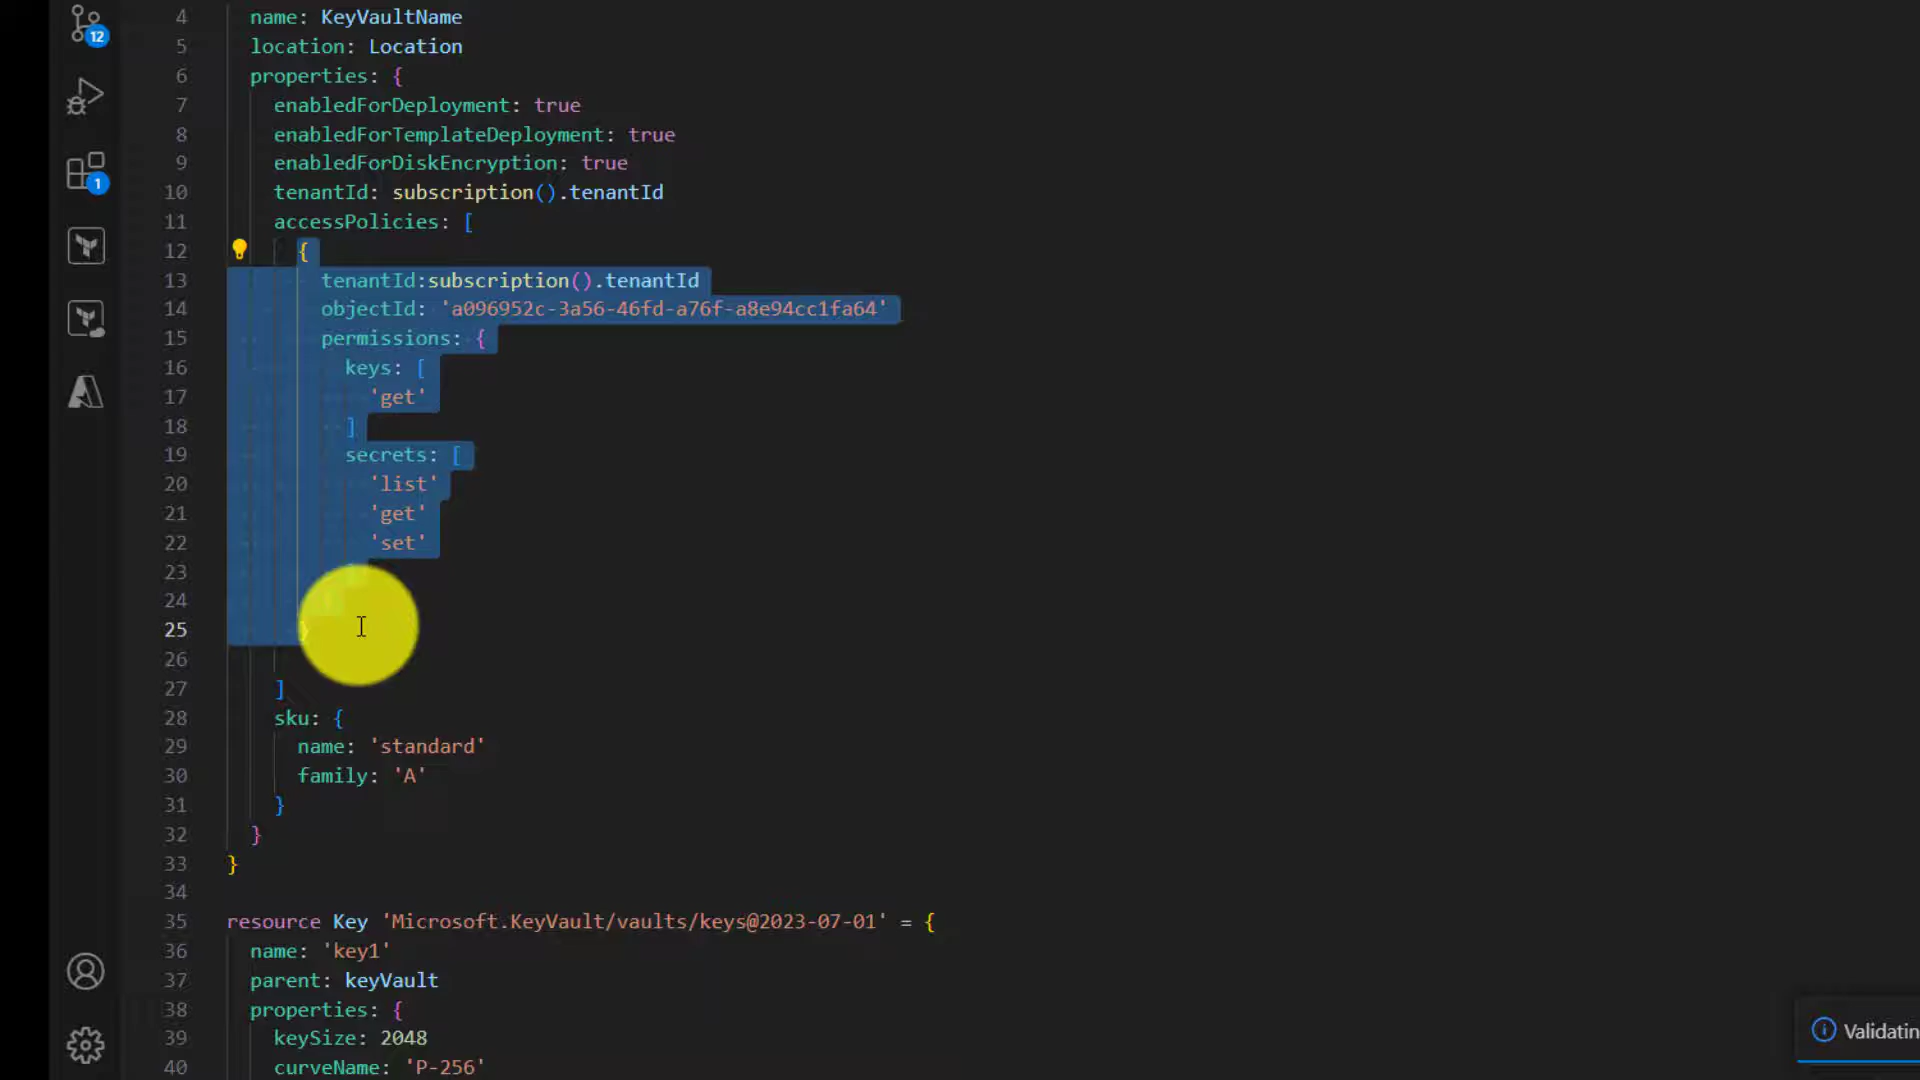 12
1
4 name: KeyVaultName
5 location: Location
6 properties: {
7 enabledForDeployment: true
8 enabledForTemplateDeployment: true
9 enabledForDiskEncryption: true
10 tenantId: subscription().tenantId
11 accessPolicies: [
12 {
13 tenantId:subscription().tenantId
14 objectId: 'a096952c-3a56-46fd-a76f-a8e94cc1fa64'
15 permissions: {
16 keys: [
17 'get'
18 ]
19 secrets: [
20 'list'
21 'get'
22 'set'
23
24
25 }
26
27 ]
28 sku: {
29 name: 'standard'
30 family: 'A'
31 }
32 }
33 }
34
35 resource Key 'Microsoft.KeyVault/vaults/keys@2023-07-01' = {
36 name: 'key1'
37 parent: keyVault
38 properties: {
39 keySize: 2048
40 curveName: 'P-256'
Validatin